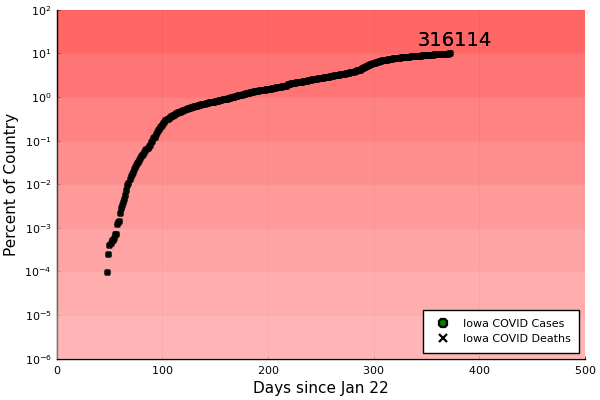 316114
Percent of Country
10²
10¹
10⁰
10⁻¹
10⁻²
10⁻³
10⁻⁴
10⁻⁵
10⁻⁶
0 100 200 300 400 500
Days since Jan 22
Iowa COVID Cases
Iowa COVID Deaths